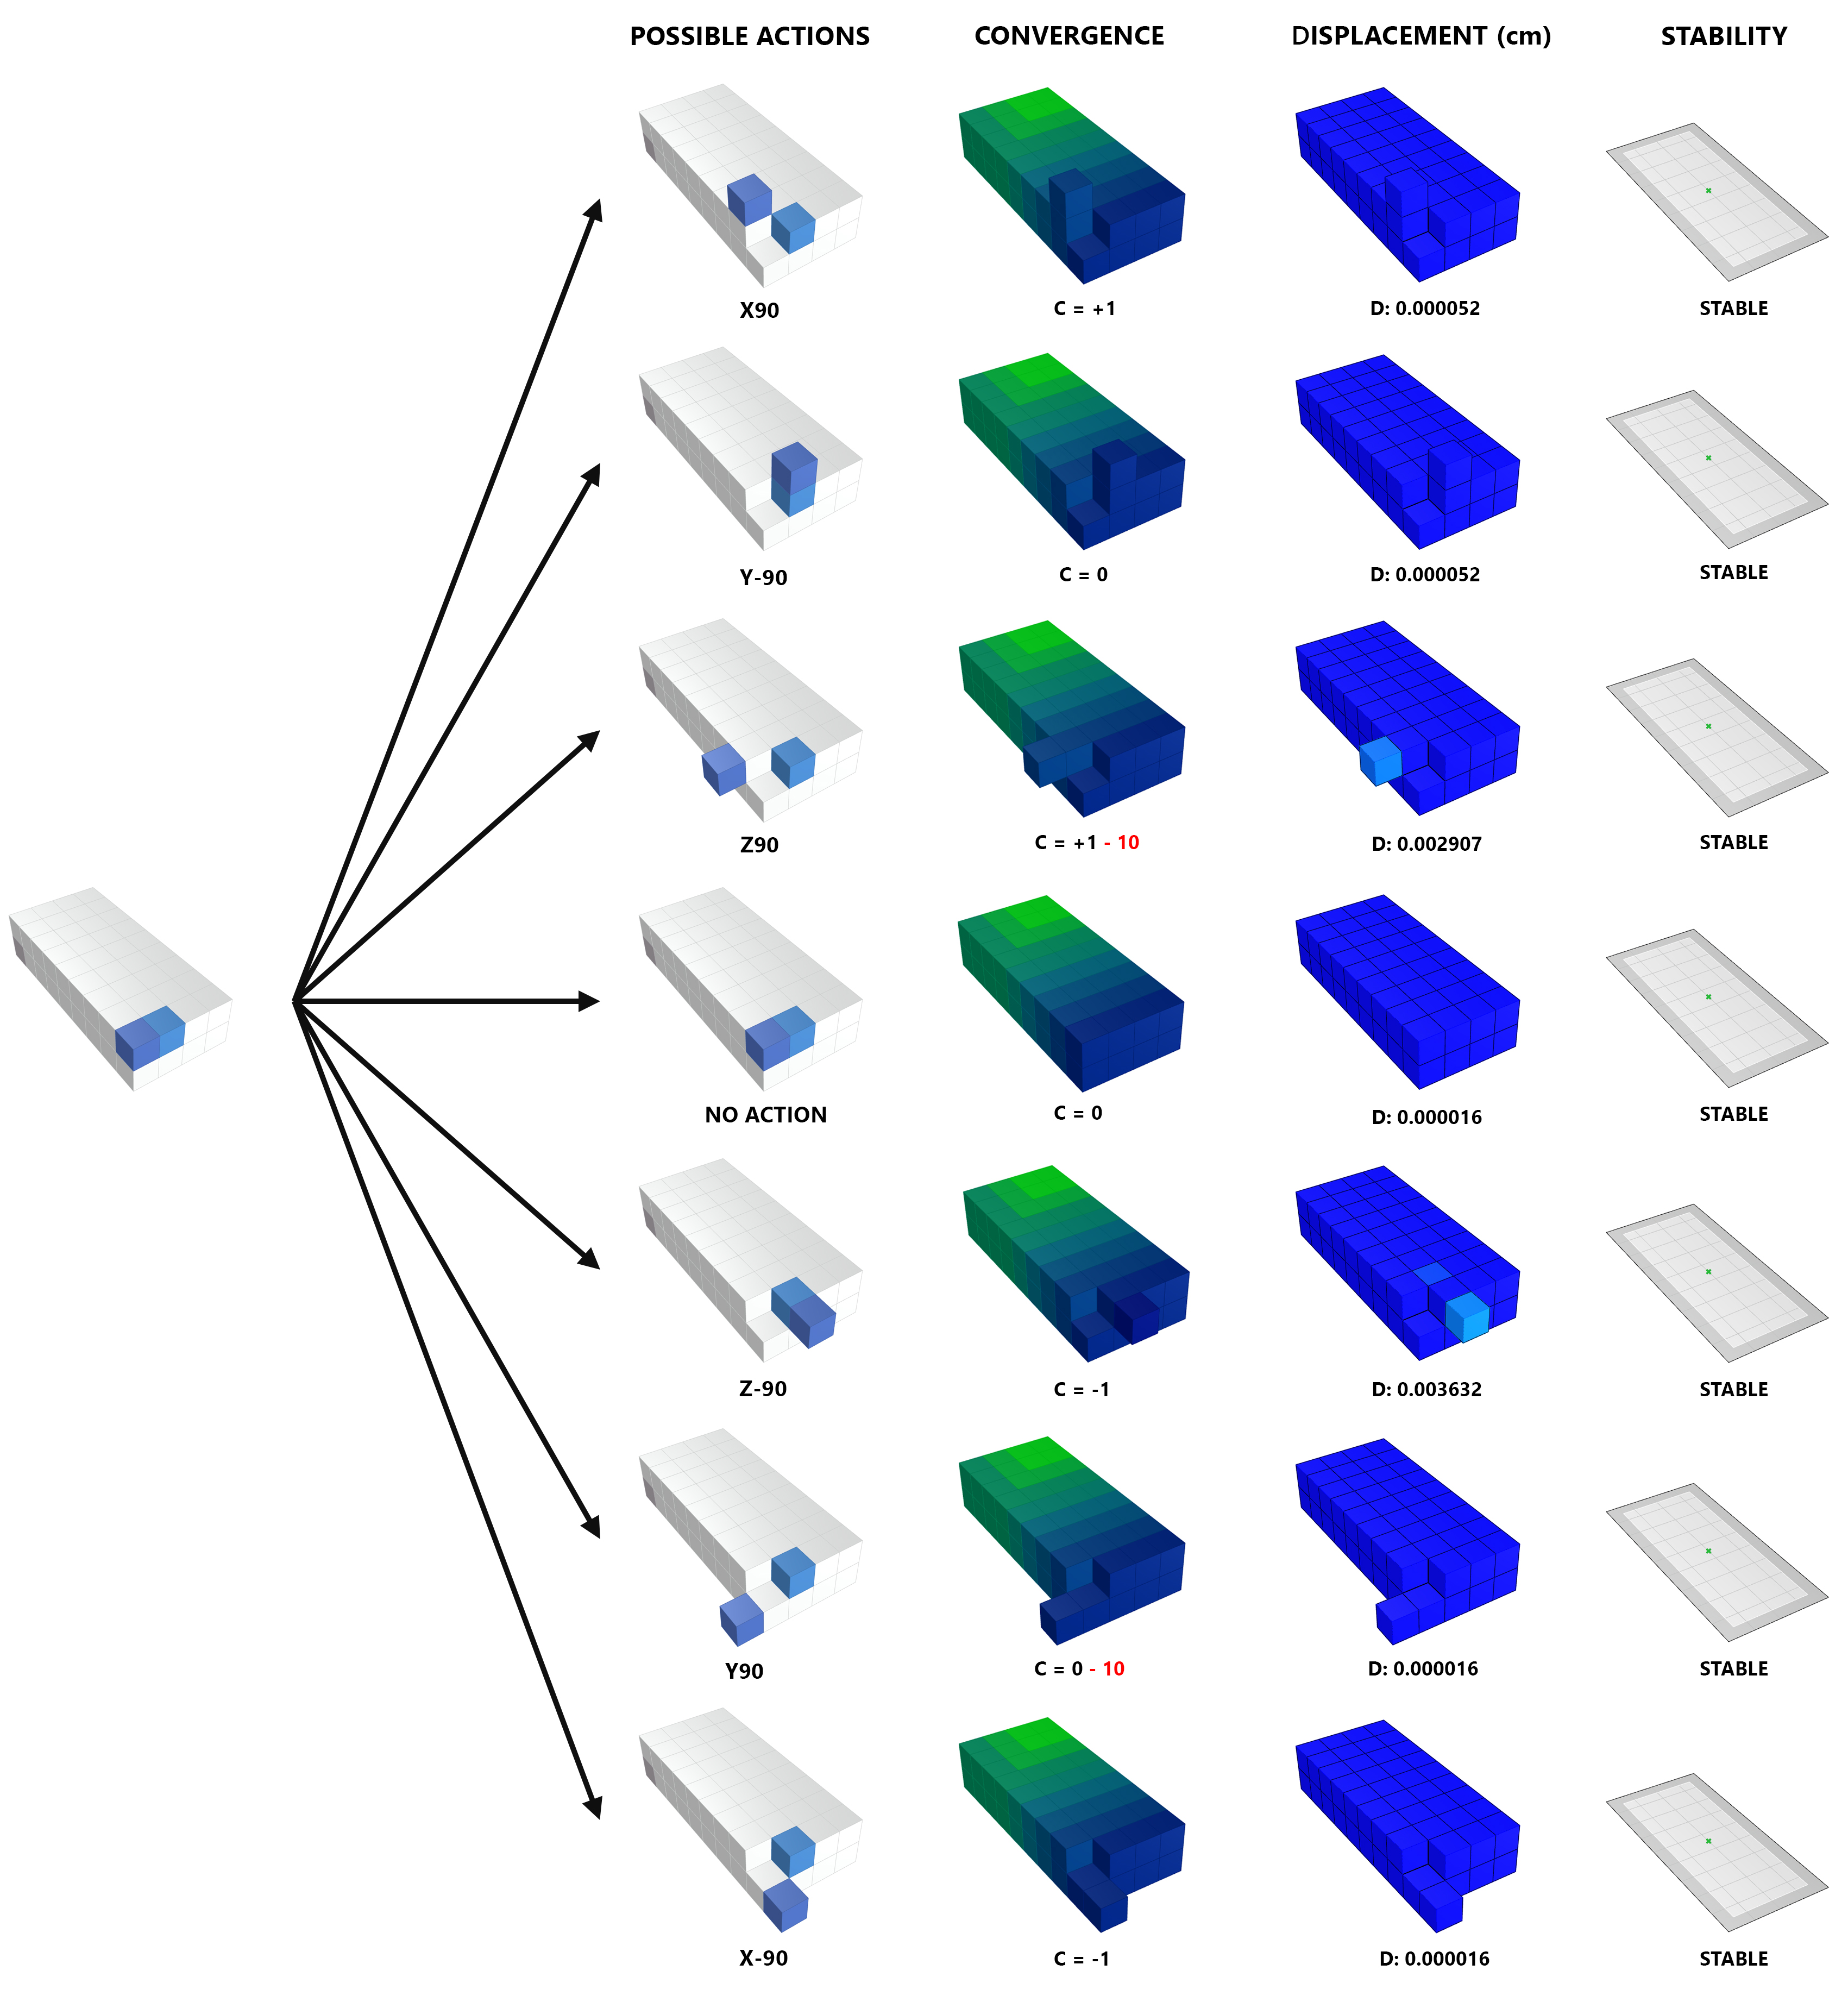 POSSIBLE ACTIONS CONVERGENCE DISPLACEMENT (cm) STABILITY
X90 C = +1 D: 0.000052 STABLE
Y-90 C = 0 D: 0.000052 STABLE
Z90 C = +1 - 10 D: 0.002907 STABLE
NO ACTION C = 0 D: 0.000016 STABLE
Z-90 C = -1 D: 0.003632 STABLE
Y90 C = 0 - 10 D: 0.000016 STABLE
X-90 C = -1 D: 0.000016 STABLE